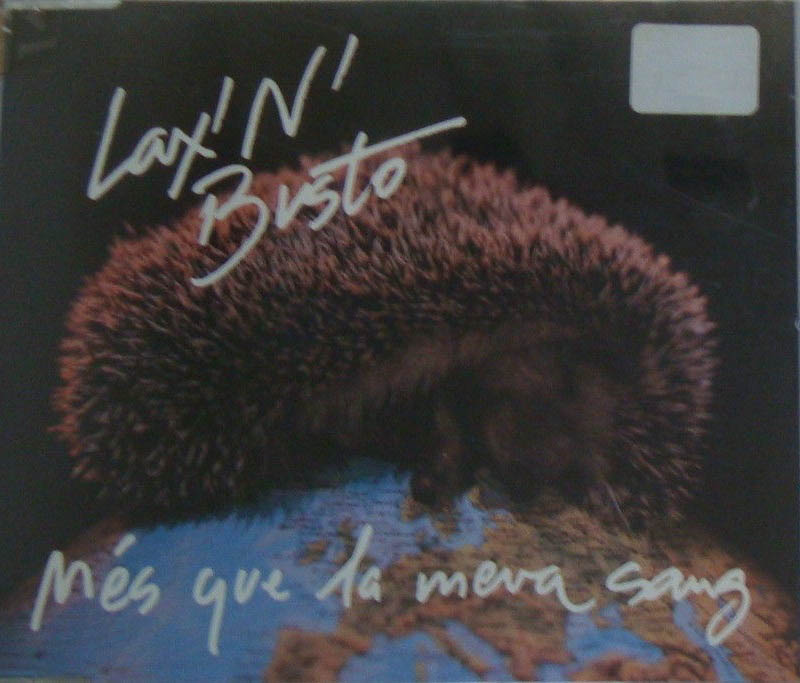 Lax' N'
Busto
Més que la meva sang